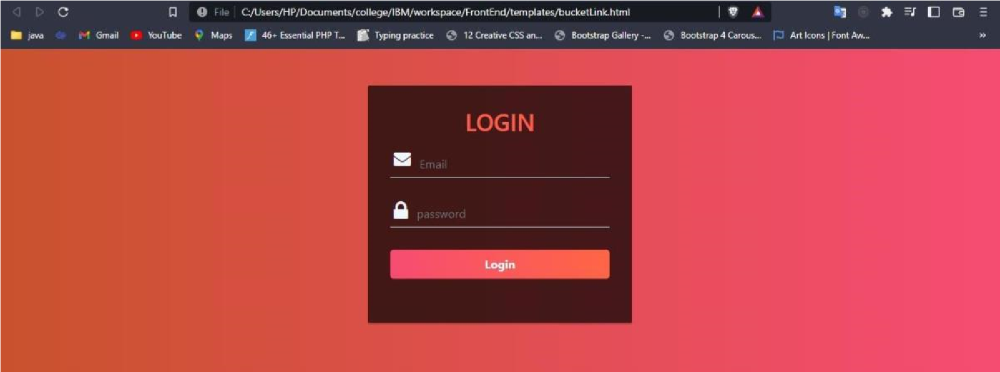 File | C:/Users/HP/Documents/college/IBM/workspace/FrontEnd/templates/bucketLink.html
java Gmail YouTube Maps 46+ Essential PHP T... Typing practice 12 Creative CSS an... Bootstrap Gallery -... Bootstrap 4 Carous... Art Icons | Font Aw... »
LOGIN
Email
password
Login